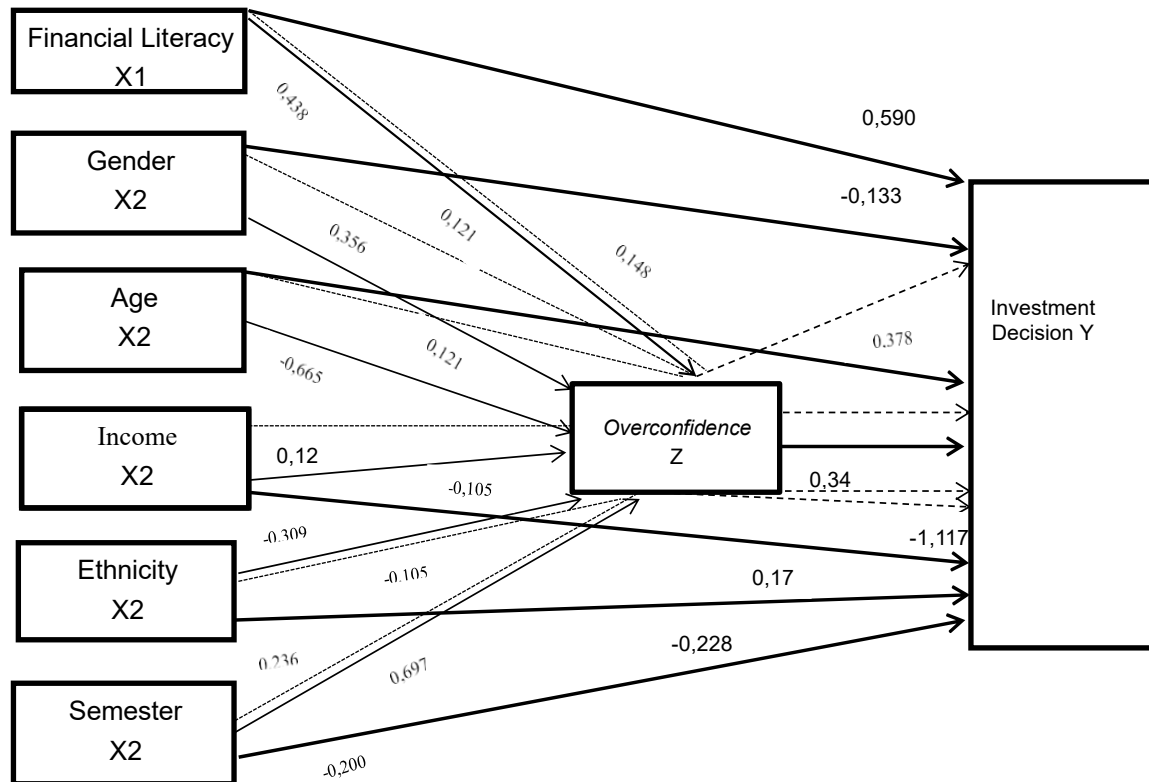 Financial Literacy
X1
0,438
0,590
Gender
X2
-0,133
0,121
0,356
0,148
Age
X2
Investment
Decision Y
0,378
0,121
-0,665
Income
X2
Overconfidence
Z
0,12
0,34
-0,105
-0,309
-1,117
Ethnicity
X2
-0,105
0,17
-0,228
0,236
0,697
Semester
X2
-0,200